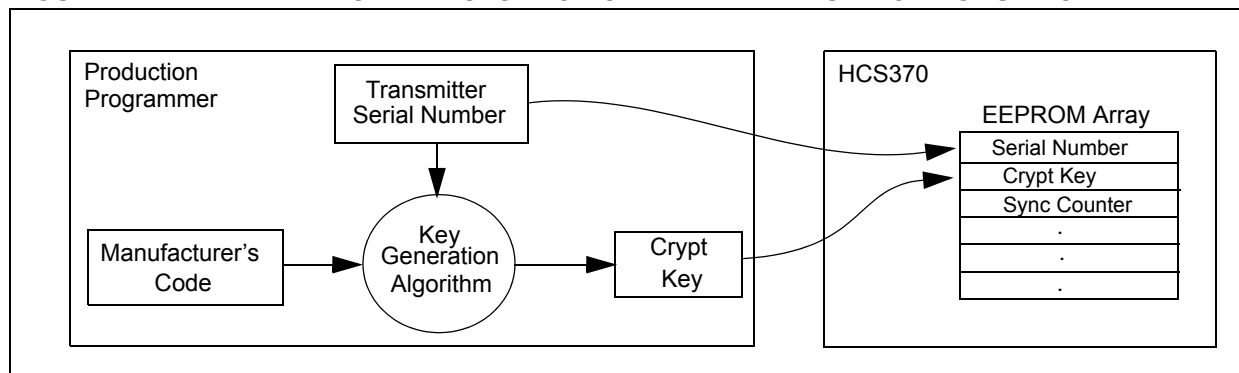 Production
Programmer
Transmitter
Serial Number
Manufacturer's
Code
Key
Generation
Algorithm
Crypt
Key
HCS370
EEPROM Array
Serial Number
Crypt Key
Sync Counter
.
.
.